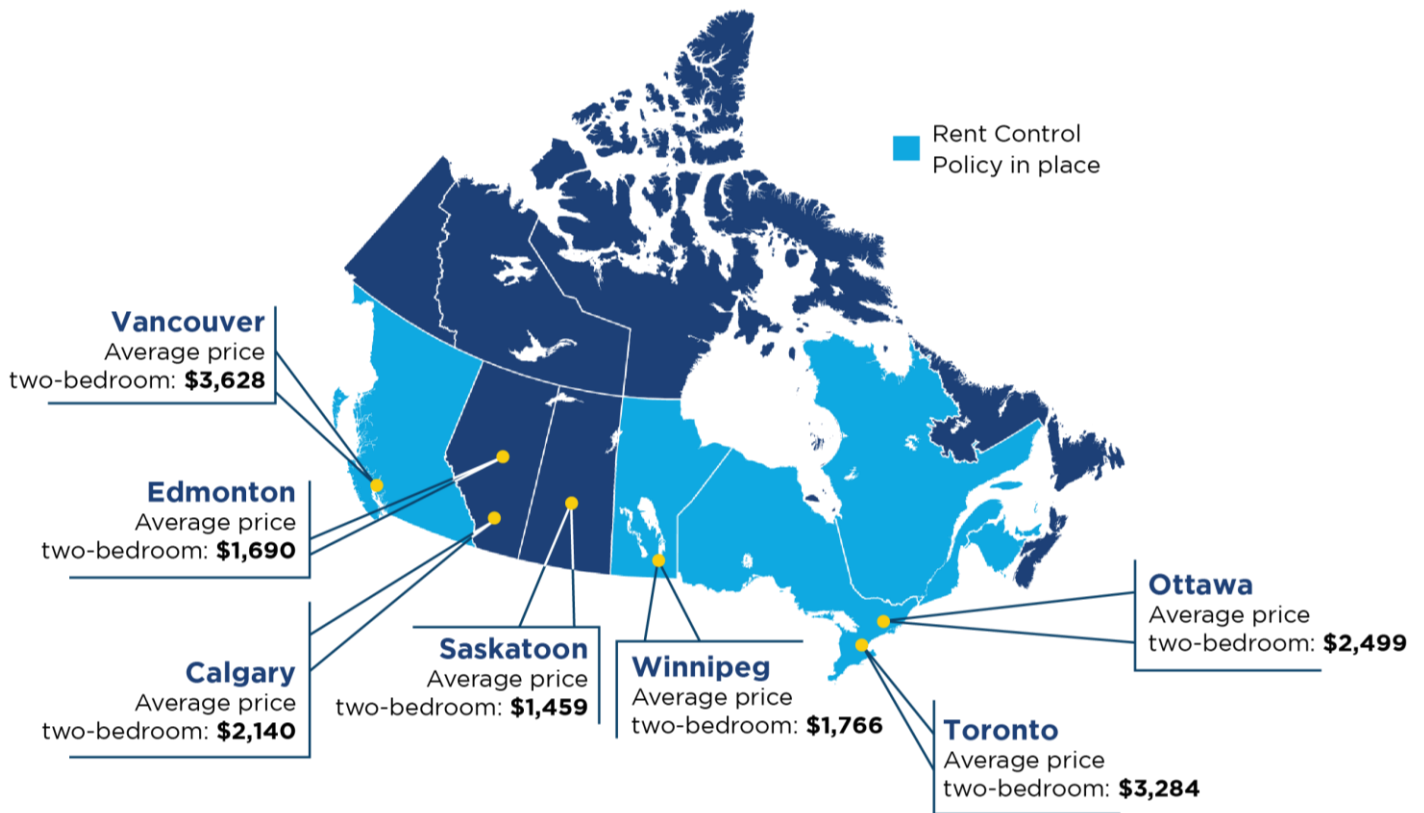 Rent Control
Policy in place
Vancouver
Average price
two-bedroom: $3,628
Edmonton
Average price
two-bedroom: $1,690
Calgary
Average price
two-bedroom: $2,140
Saskatoon
Average price
two-bedroom: $1,459
Winnipeg
Average price
two-bedroom: $1,766
Ottawa
Average price
two-bedroom: $2,499
Toronto
Average price
two-bedroom: $3,284